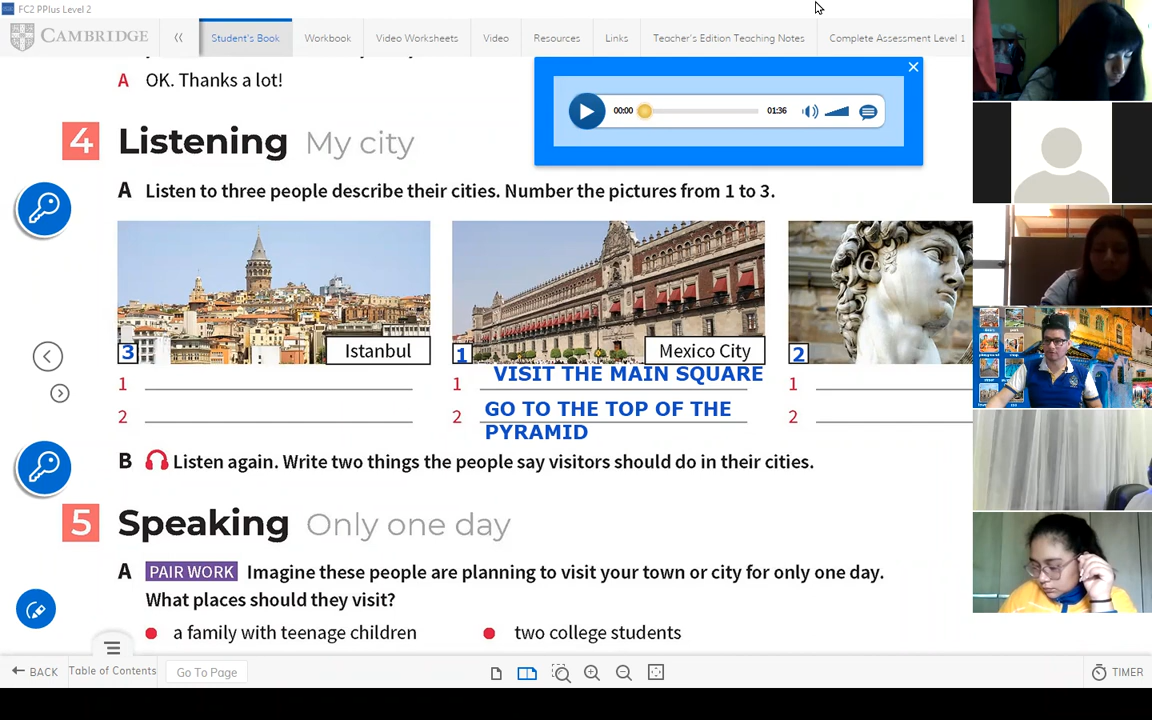 FC2 PPlus Level 2
CAMBRIDGE
Student's Book Workbook Video Worksheets Video Resources Links Teacher's Edition Teaching Notes Complete Assessment Level 1
A OK. Thanks a lot!
00:00 01:36
4 Listening My city
A Listen to three people describe their cities. Number the pictures from 1 to 3.
3 Istanbul 1 Mexico City 2
1 1 VISIT THE MAIN SQUARE 1
2 2 GO TO THE TOP OF THE 2
PYRAMID
B Listen again. Write two things the people say visitors should do in their cities.
5 Speaking Only one day
A PAIR WORK Imagine these people are planning to visit your town or city for only one day.
What places should they visit?
a family with teenage children two college students
BACK Table of Contents Go To Page TIMER